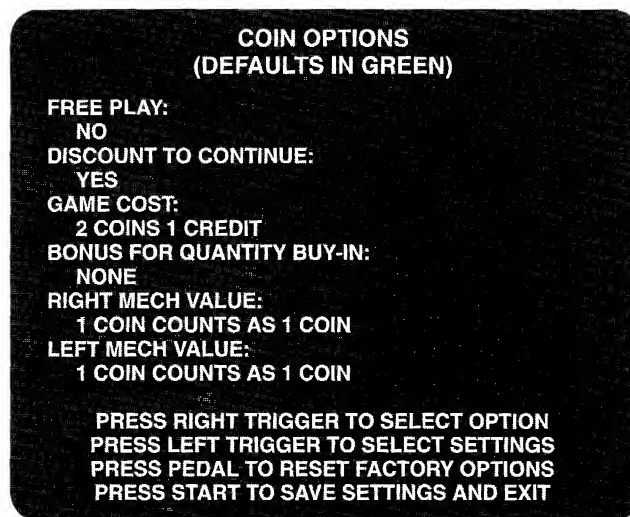 COIN OPTIONS
(DEFAULTS IN GREEN)
FREE PLAY:
NO
DISCOUNT TO CONTINUE:
YES
GAME COST:
2 COINS 1 CREDIT
BONUS FOR QUANTITY BUY-IN:
NONE
RIGHT MECH VALUE:
1 COIN COUNTS AS 1 COIN
LEFT MECH VALUE:
1 COIN COUNTS AS 1 COIN
PRESS RIGHT TRIGGER TO SELECT OPTION
PRESS LEFT TRIGGER TO SELECT SETTINGS
PRESS PEDAL TO RESET FACTORY OPTIONS
PRESS START TO SAVE SETTINGS AND EXIT